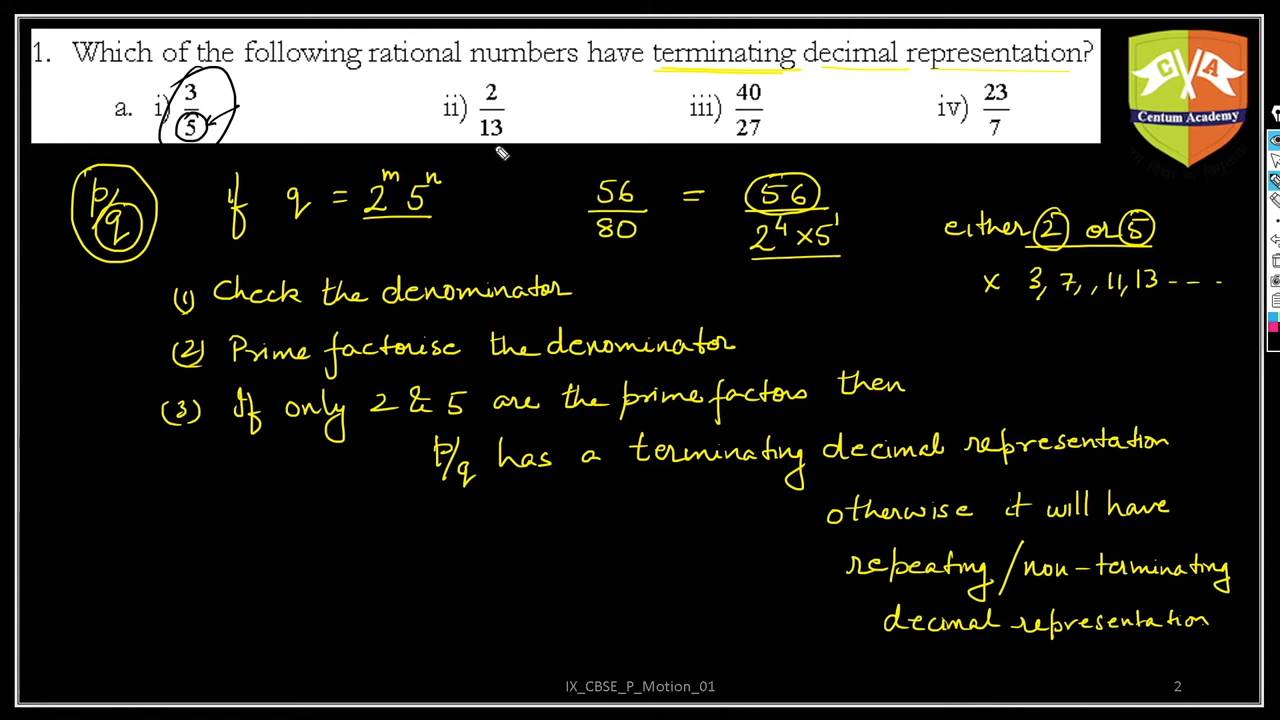 1. Which of the following rational numbers have terminating decimal representation?
a. i) 3/5 ii) 2/13 iii) 40/27 iv) 23/7
C A
Centum Academy
p/q if q = 2^m 5^n 56/80 = 56/2^4 × 5^1
either 2 or 5
x 3, 7, , 11, 13 - - -
(1) Check the denominator
(2) Prime factorise the denominator
(3) If only 2 & 5 are the prime factors then
p/q has a terminating decimal representation
otherwise it will have
repeating / non-terminating
decimal representation
IX_CBSE_P_Motion_01 2